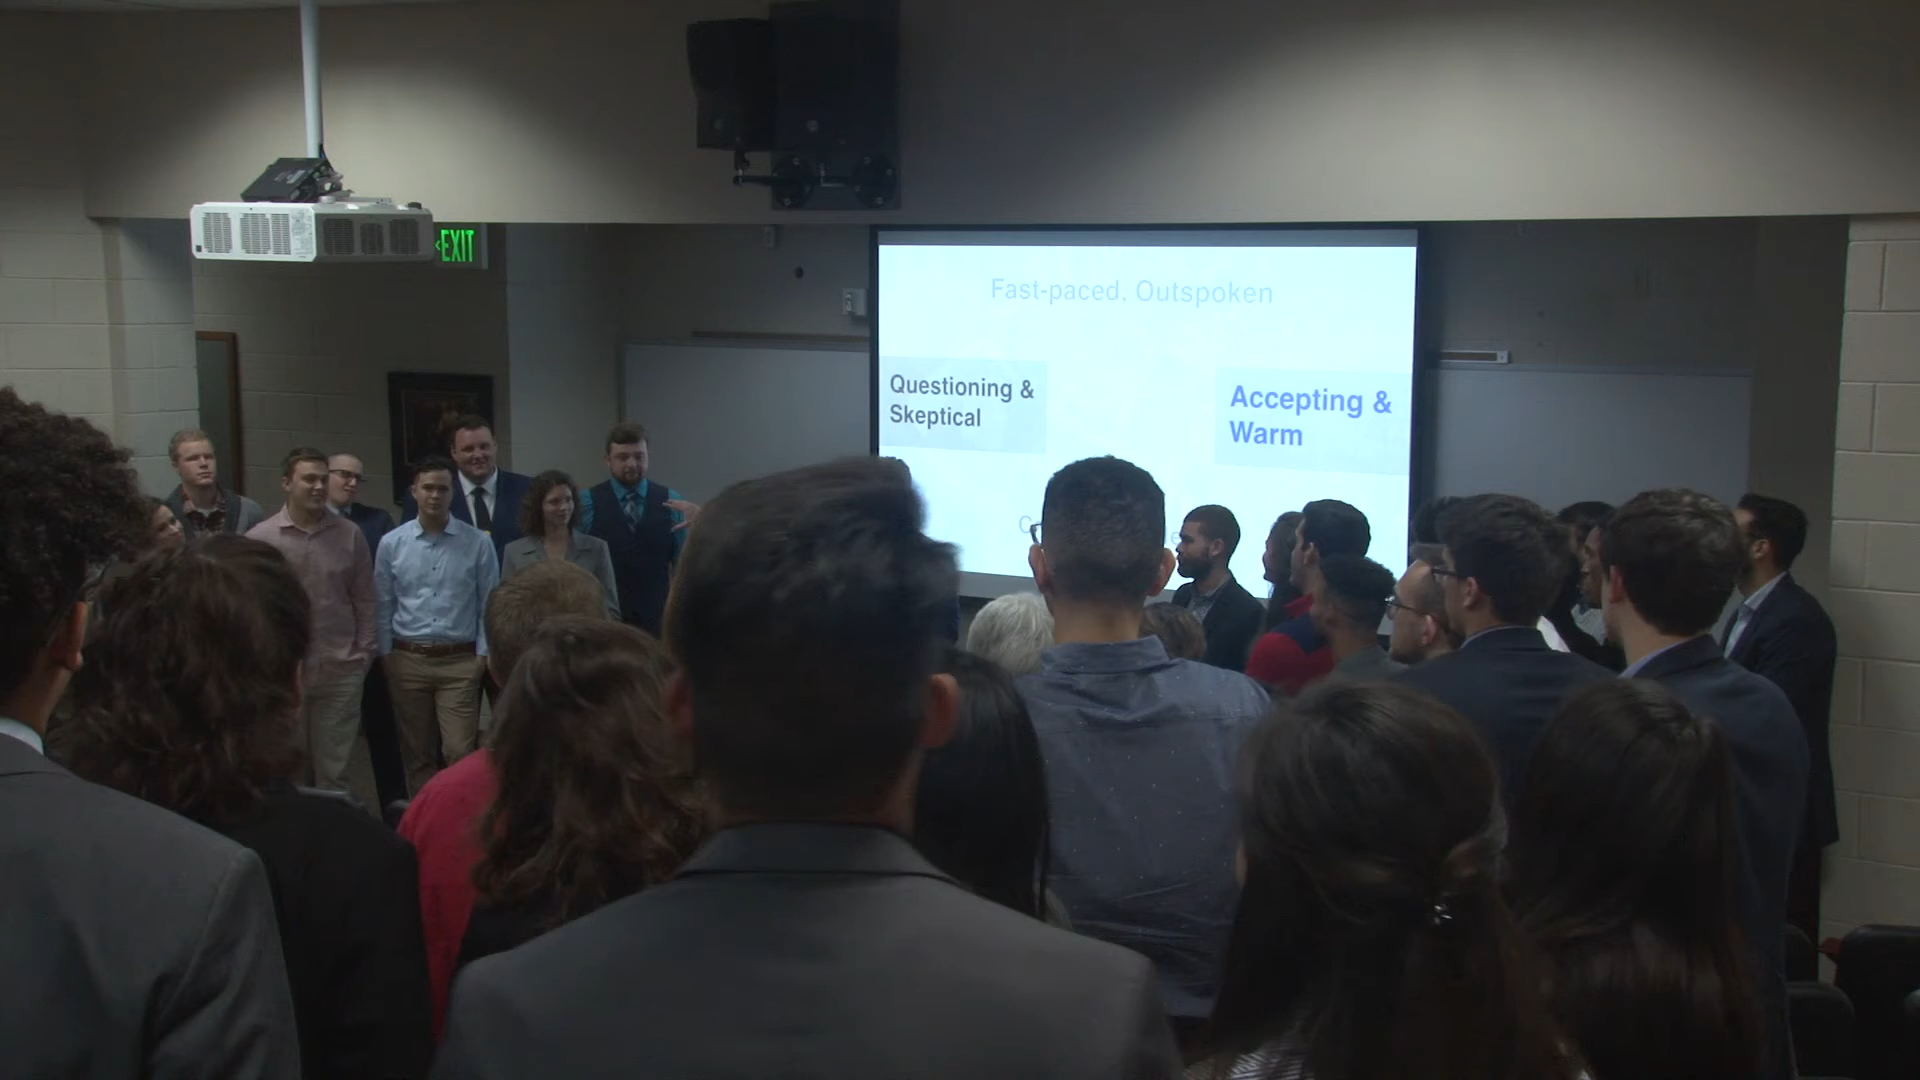 EXIT
Fast-paced, Outspoken
Questioning &
Skeptical
Accepting &
Warm